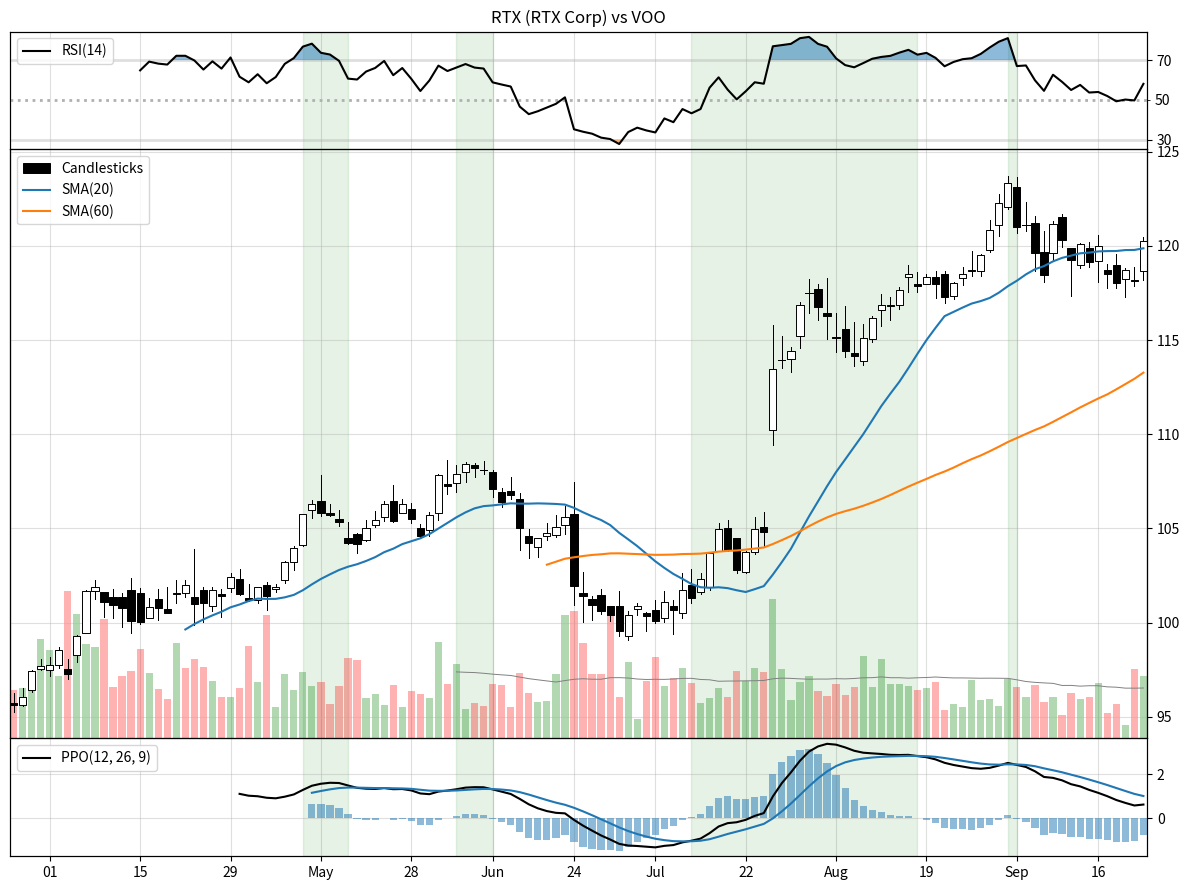 RTX (RTX Corp) vs VOO
RSI(14)
70
50
30
125
Candlesticks
SMA(20)
SMA(60)
120
115
110
105
100
95
PPO(12, 26, 9)
2
0
01 15 29 May 28 Jun 24 Jul 22 Aug 19 Sep 16